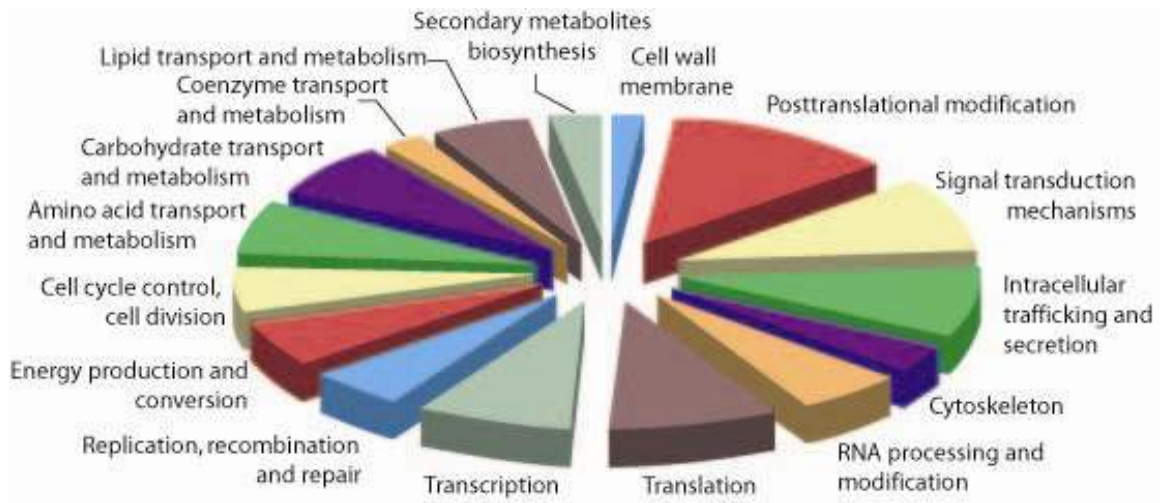 Secondary metabolites
biosynthesis
Cell wall
membrane
Lipid transport and metabolism
Coenzyme transport
and metabolism
Posttranslational modification
Carbohydrate transport
and metabolism
Signal transduction
mechanisms
Amino acid transport
and metabolism
Cell cycle control,
cell division
Intracellular
trafficking and
secretion
Energy production and
conversion
Cytoskeleton
Replication, recombination
and repair
RNA processing and
modification
Transcription
Translation